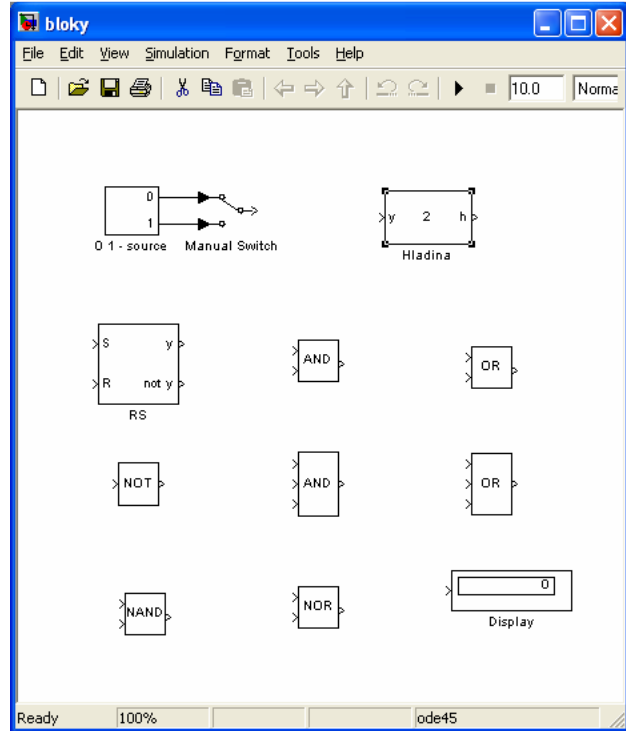 bloky
File Edit View Simulation Format Tools Help
10.0 Norma
0
1
0 1 - source Manual Switch
y 2 h
Hladina
S y
R not y
RS
AND
OR
NOT
AND
OR
NAND
NOR
0
Display
Ready 100% ode45